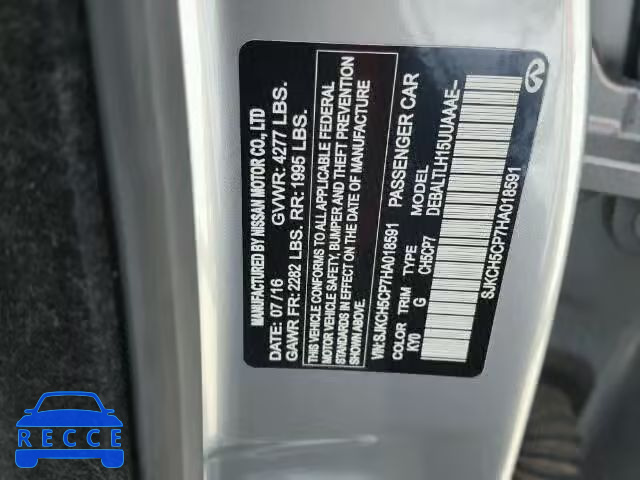 MANUFACTURED BY NISSAN MOTOR CO., LTD
DATE: 07/16 GVWR: 4277 LBS.
GAWR FR: 2282 LBS. RR: 1995 LBS.
THIS VEHICLE CONFORMS TO ALL APPLICABLE FEDERAL
MOTOR VEHICLE SAFETY, BUMPER AND THEFT PREVENTION
STANDARDS IN EFFECT ON THE DATE OF MANUFACTURE
SHOWN ABOVE.
VIN:SJKCH5CP7HA018591 PASSENGER CAR
COLOR TRIM TYPE MODEL
KY0 G CH5CP7 DEBALTLH15UUAAAE--
SJKCH5CP7HA018591
RECCE